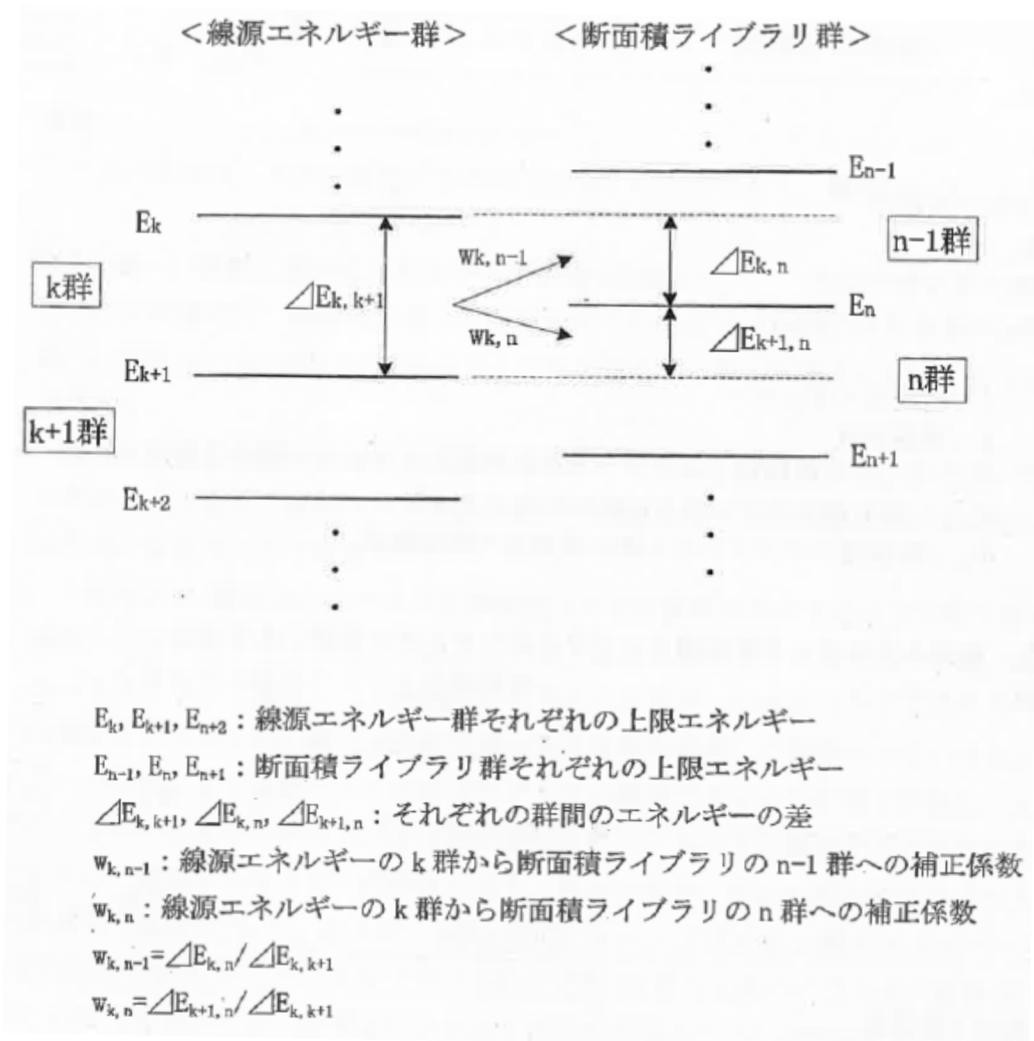 ＜線源エネルギー群＞ ＜断面積ライブラリ群＞
En-1
Ek
n-1群
Wk, n-1
⊿Ek, n
k群
⊿Ek, k+1
En
Wk, n
⊿Ek+1, n
Ek+1
n群
k+1群
En+1
Ek+2
Ek, Ek+1, En+2：線源エネルギー群それぞれの上限エネルギー
En-1, En, En+1：断面積ライブラリ群それぞれの上限エネルギー
⊿Ek, k+1, ⊿Ek, n, ⊿Ek+1, n：それぞれの群間のエネルギーの差
wk, n-1：線源エネルギーの k 群から断面積ライブラリの n-1 群への補正係数
wk, n：線源エネルギーの k 群から断面積ライブラリの n 群への補正係数
wk, n-1=⊿Ek, n/⊿Ek, k+1
wk, n=⊿Ek+1, n/⊿Ek, k+1